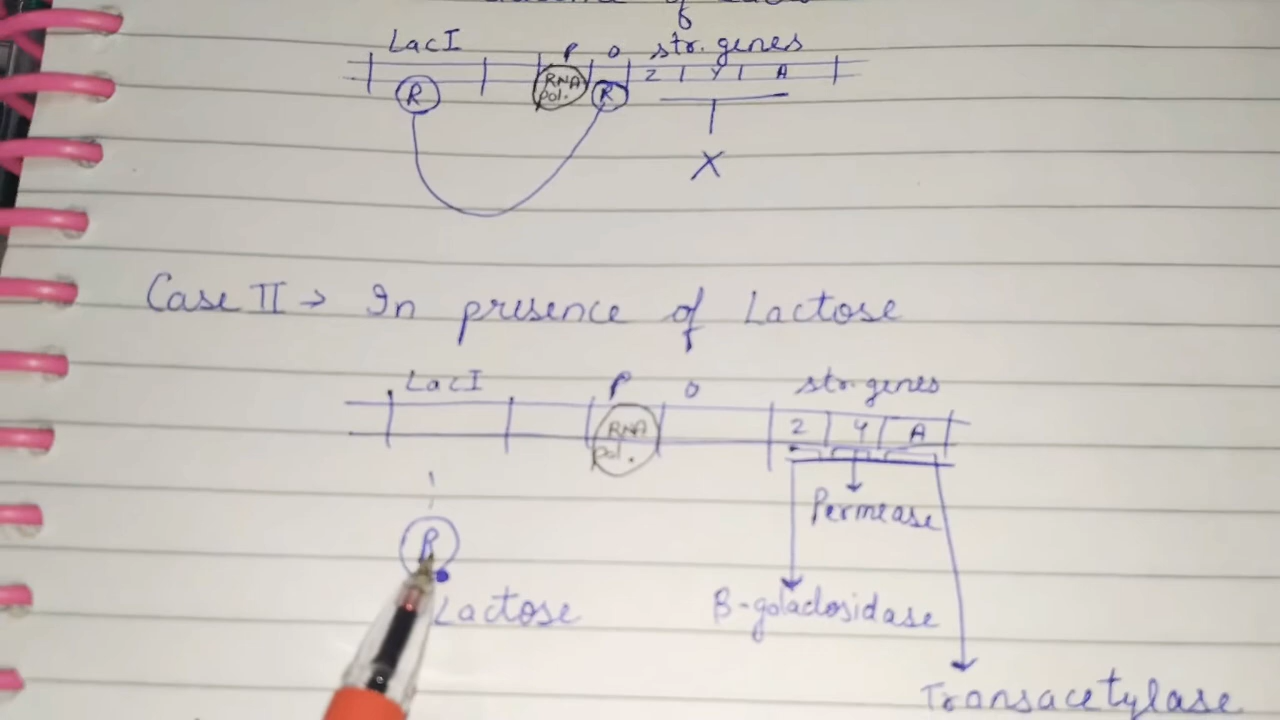 of
LacI P O str. genes
R RNA Pol. R Z Y A
X
Case II → In presence of Lactose
LacI P O str. genes
RNA Pol. Z Y A
Permease
R
Lactose B-galactosidase
Transacetylase